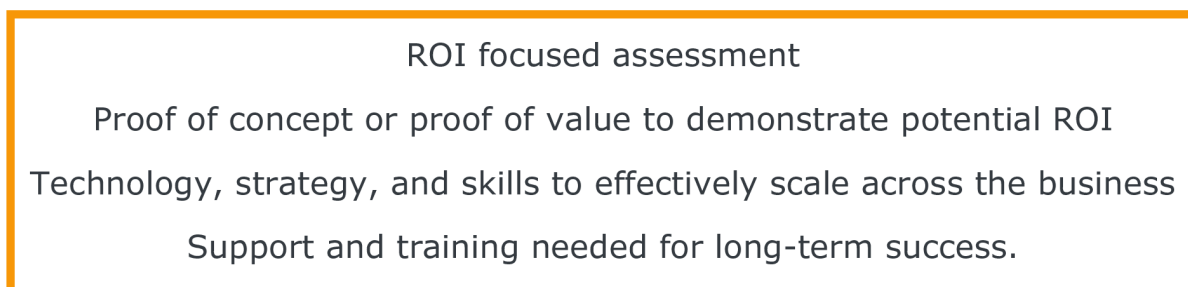 ROI focused assessment
Proof of concept or proof of value to demonstrate potential ROI
Technology, strategy, and skills to effectively scale across the business
Support and training needed for long-term success.